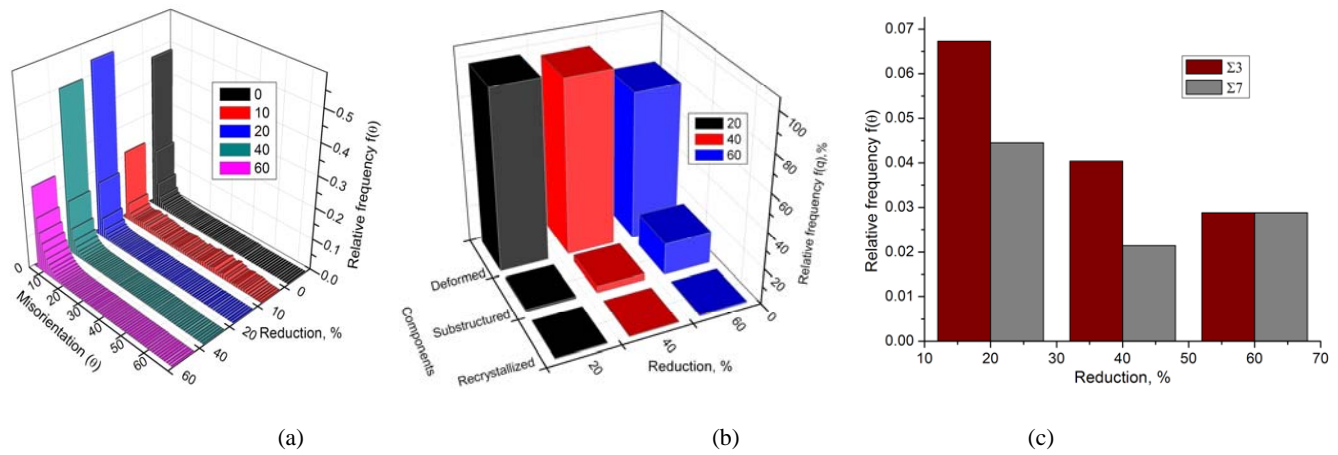 0
10
20
40
60
0.5
0.4
0.3
0.2
0.1
0.0
Relative frequency f(θ)
0
10
20
30
40
50
60
Misorientation (θ)
0
10
20
40
60
Reduction, %
(a)
20
40
60
100
80
60
40
20
0
Relative frequency f(q),%
Deformed
Substructured
Recrystallized
Components
20
40
60
Reduction, %
(b)
Σ3
Σ7
0.07
0.06
0.05
0.04
0.03
0.02
0.01
0.00
Relative frequency f(θ)
10 20 30 40 50 60 70
Reduction, %
(c)